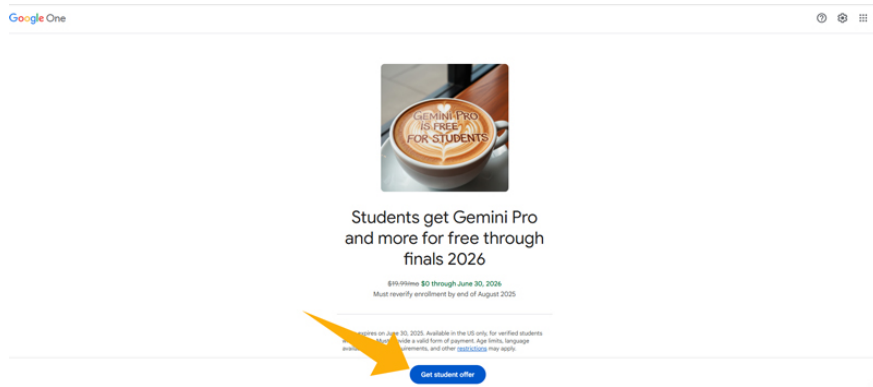 Google One
GEMINI PRO
IS FREE
FOR STUDENTS
Students get Gemini Pro
and more for free through
finals 2026
$19.99/mo $0 through June 30, 2026
Must reverify enrollment by end of August 2025
expires on June 30, 2025. Available in the US only, for verified students
provide a valid form of payment. Age limits, language
requirements, and other restrictions may apply.
Get student offer